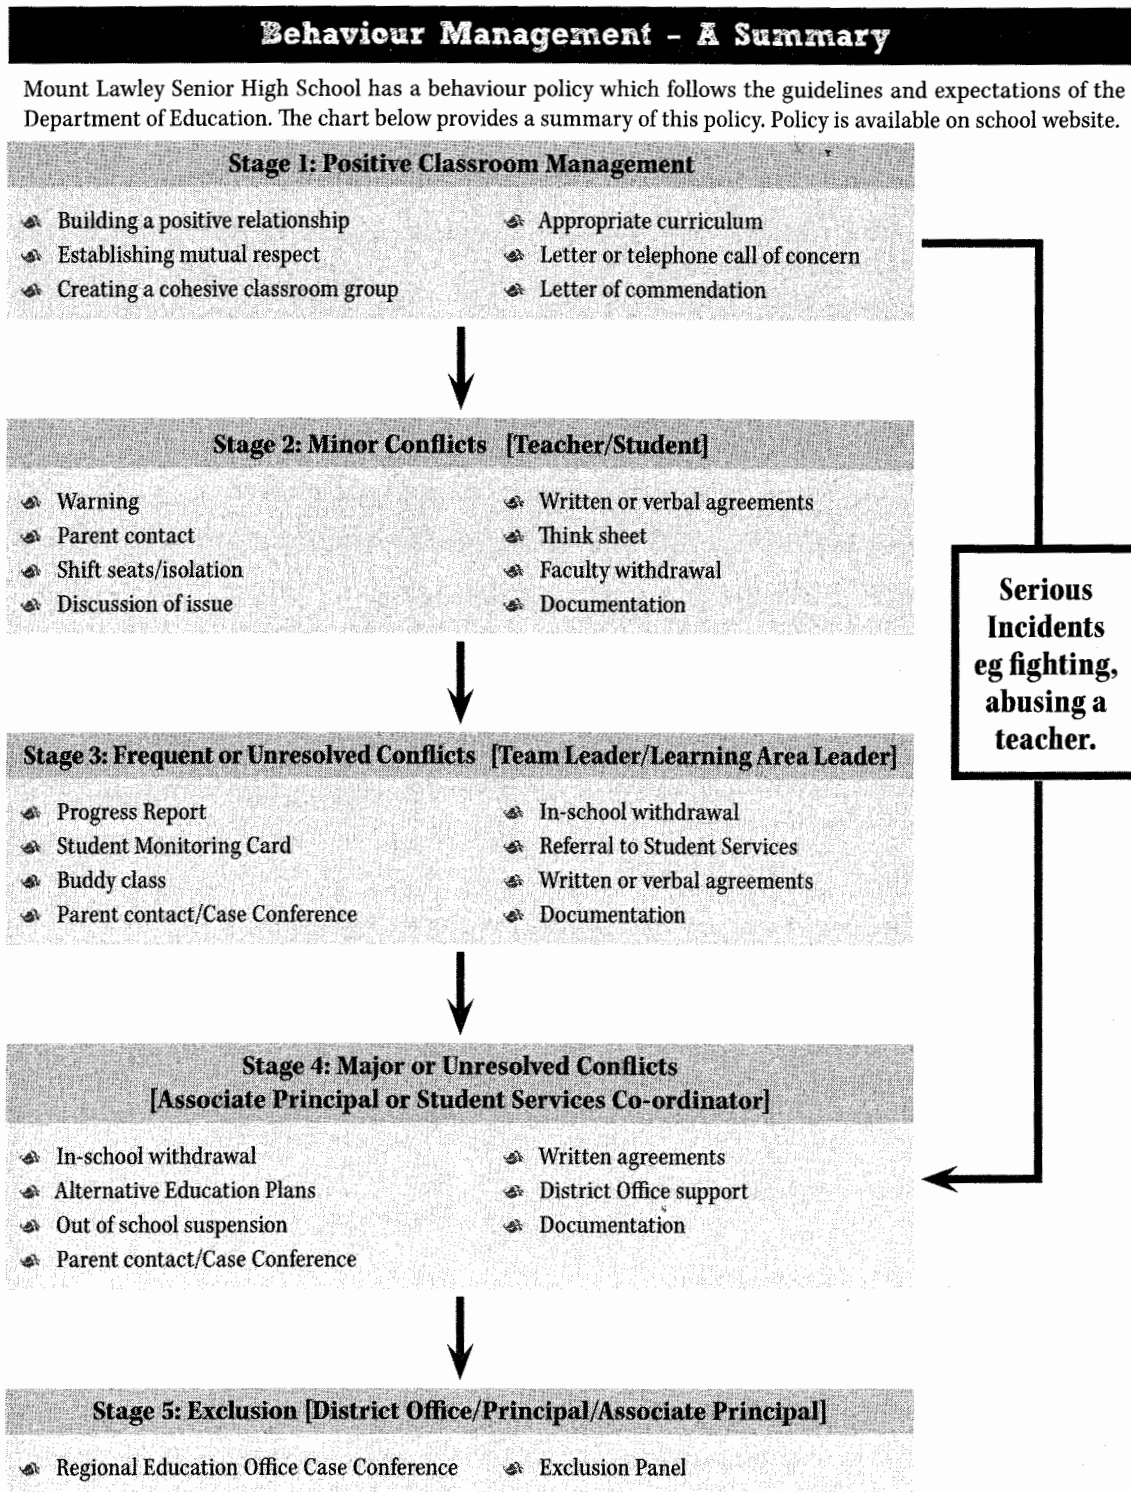 Behaviour Management - A Summary
Mount Lawley Senior High School has a behaviour policy which follows the guidelines and expectations of the
Department of Education. The chart below provides a summary of this policy. Policy is available on school website.
Stage 1: Positive Classroom Management
Building a positive relationship
Establishing mutual respect
Creating a cohesive classroom group
Appropriate curriculum
Letter or telephone call of concern
Letter of commendation
Stage 2: Minor Conflicts [Teacher/Student]
Warning
Parent contact
Shift seats/isolation
Discussion of issue
Written or verbal agreements
Think sheet
Faculty withdrawal
Documentation
Serious
Incidents
eg fighting,
abusing a
teacher.
Stage 3: Frequent or Unresolved Conflicts [Team Leader/Learning Area Leader]
Progress Report
Student Monitoring Card
Buddy class
Parent contact/Case Conference
In-school withdrawal
Referral to Student Services
Written or verbal agreements
Documentation
Stage 4: Major or Unresolved Conflicts
[Associate Principal or Student Services Co-ordinator]
In-school withdrawal
Alternative Education Plans
Out of school suspension
Parent contact/Case Conference
Written agreements
District Office support
Documentation
Stage 5: Exclusion [District Office/Principal/Associate Principal]
Regional Education Office Case Conference
Exclusion Panel